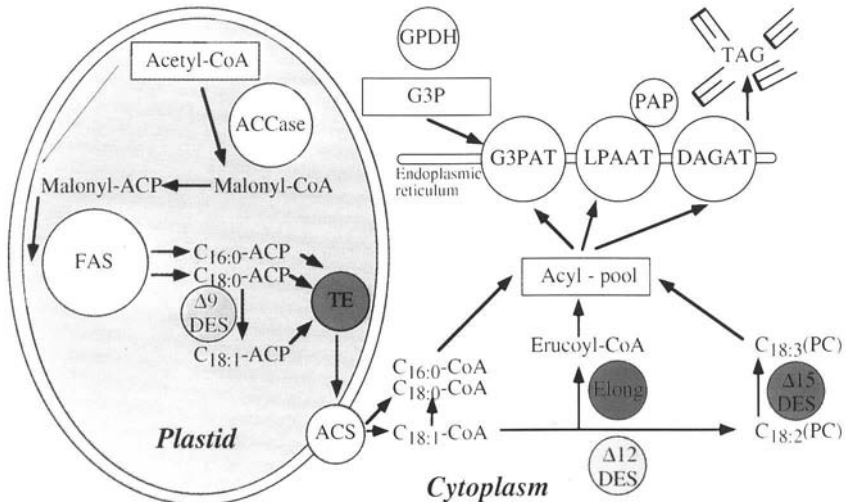 Acetyl-CoA
ACCase
Malonyl-ACP
Malonyl-CoA
FAS
C16:0-ACP
C18:0-ACP
Δ9
DES
TE
C18:1-ACP
Plastid
ACS
GPDH
G3P
PAP
TAG
Endoplasmic
reticulum
G3PAT
LPAAT
DAGAT
Acyl - pool
Erucoyl-CoA
C18:3(PC)
C16:0-CoA
C18:0-CoA
Elong
Δ15
DES
C18:1-CoA
C18:2(PC)
Δ12
DES
Cytoplasm